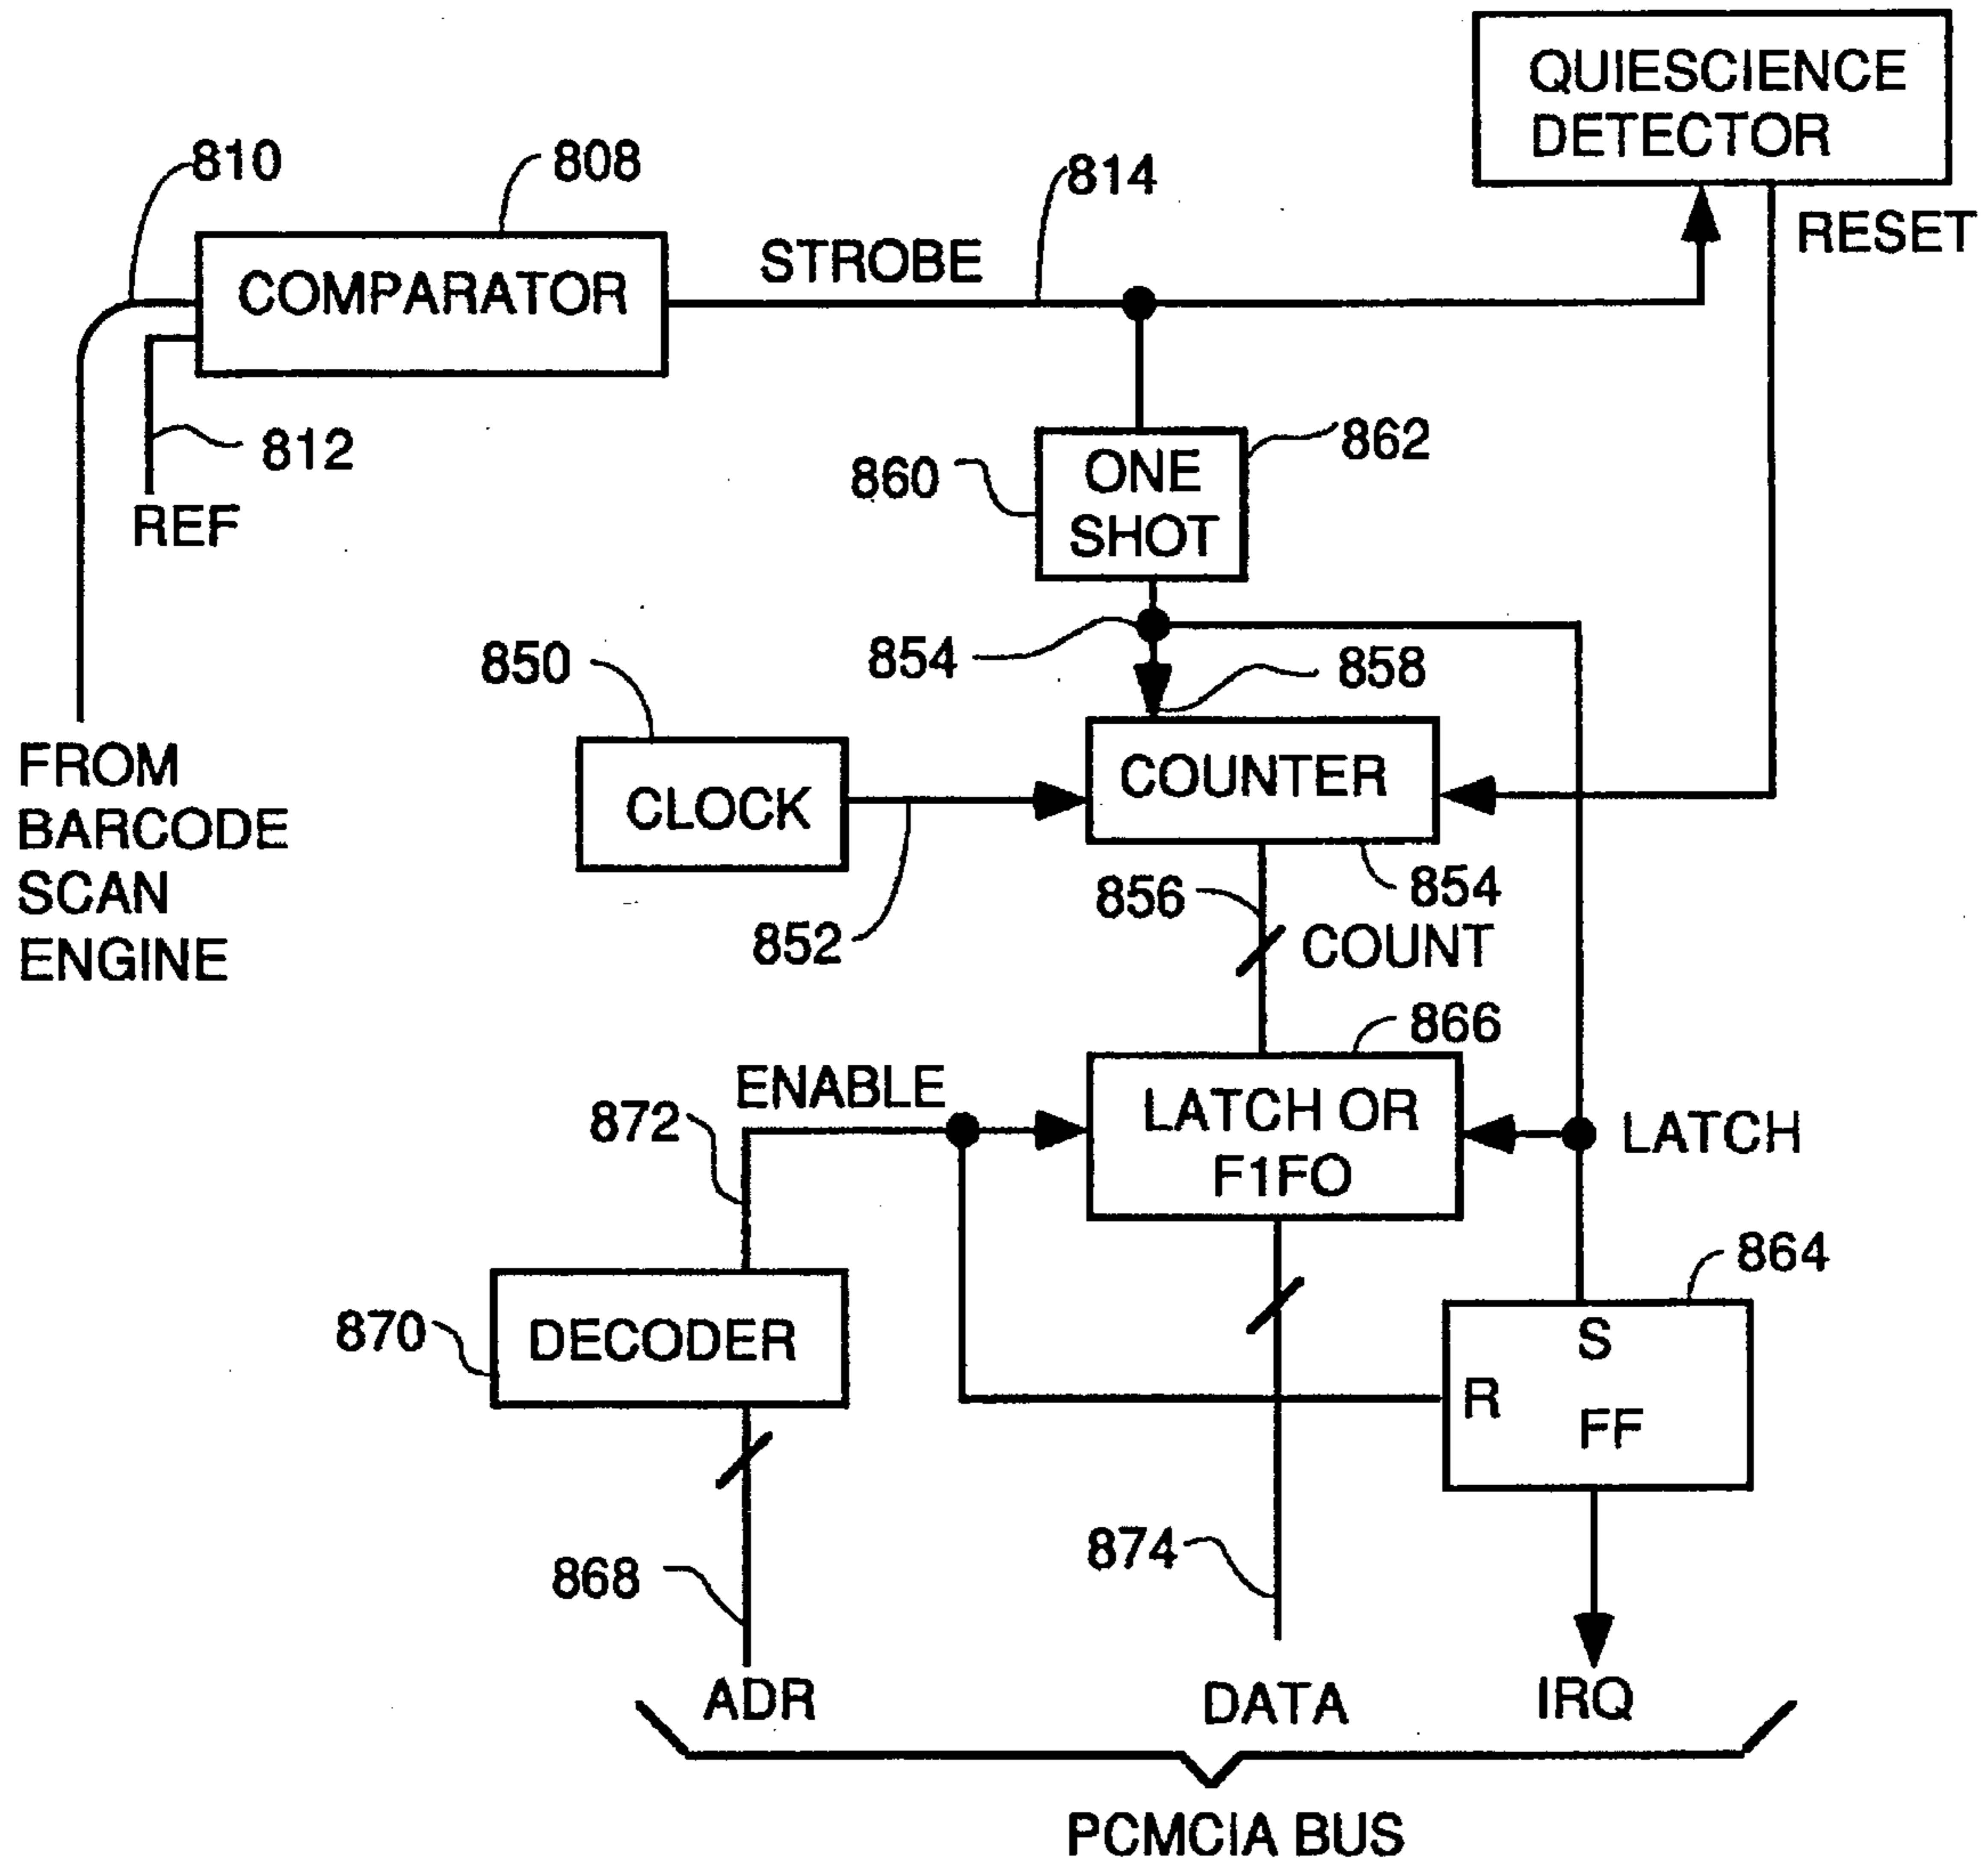 QUIESCIENCE
DETECTOR
810
808
814
RESET
STROBE
COMPARATOR
812
REF
860
ONE
SHOT
862
854
858
850
FROM
BARCODE
SCAN
ENGINE
CLOCK
COUNTER
852
856
854
COUNT
866
ENABLE
872
LATCH OR
F1FO
LATCH
864
870
DECODER
S
R
FF
868
874
ADR
DATA
IRQ
PCMCIA BUS